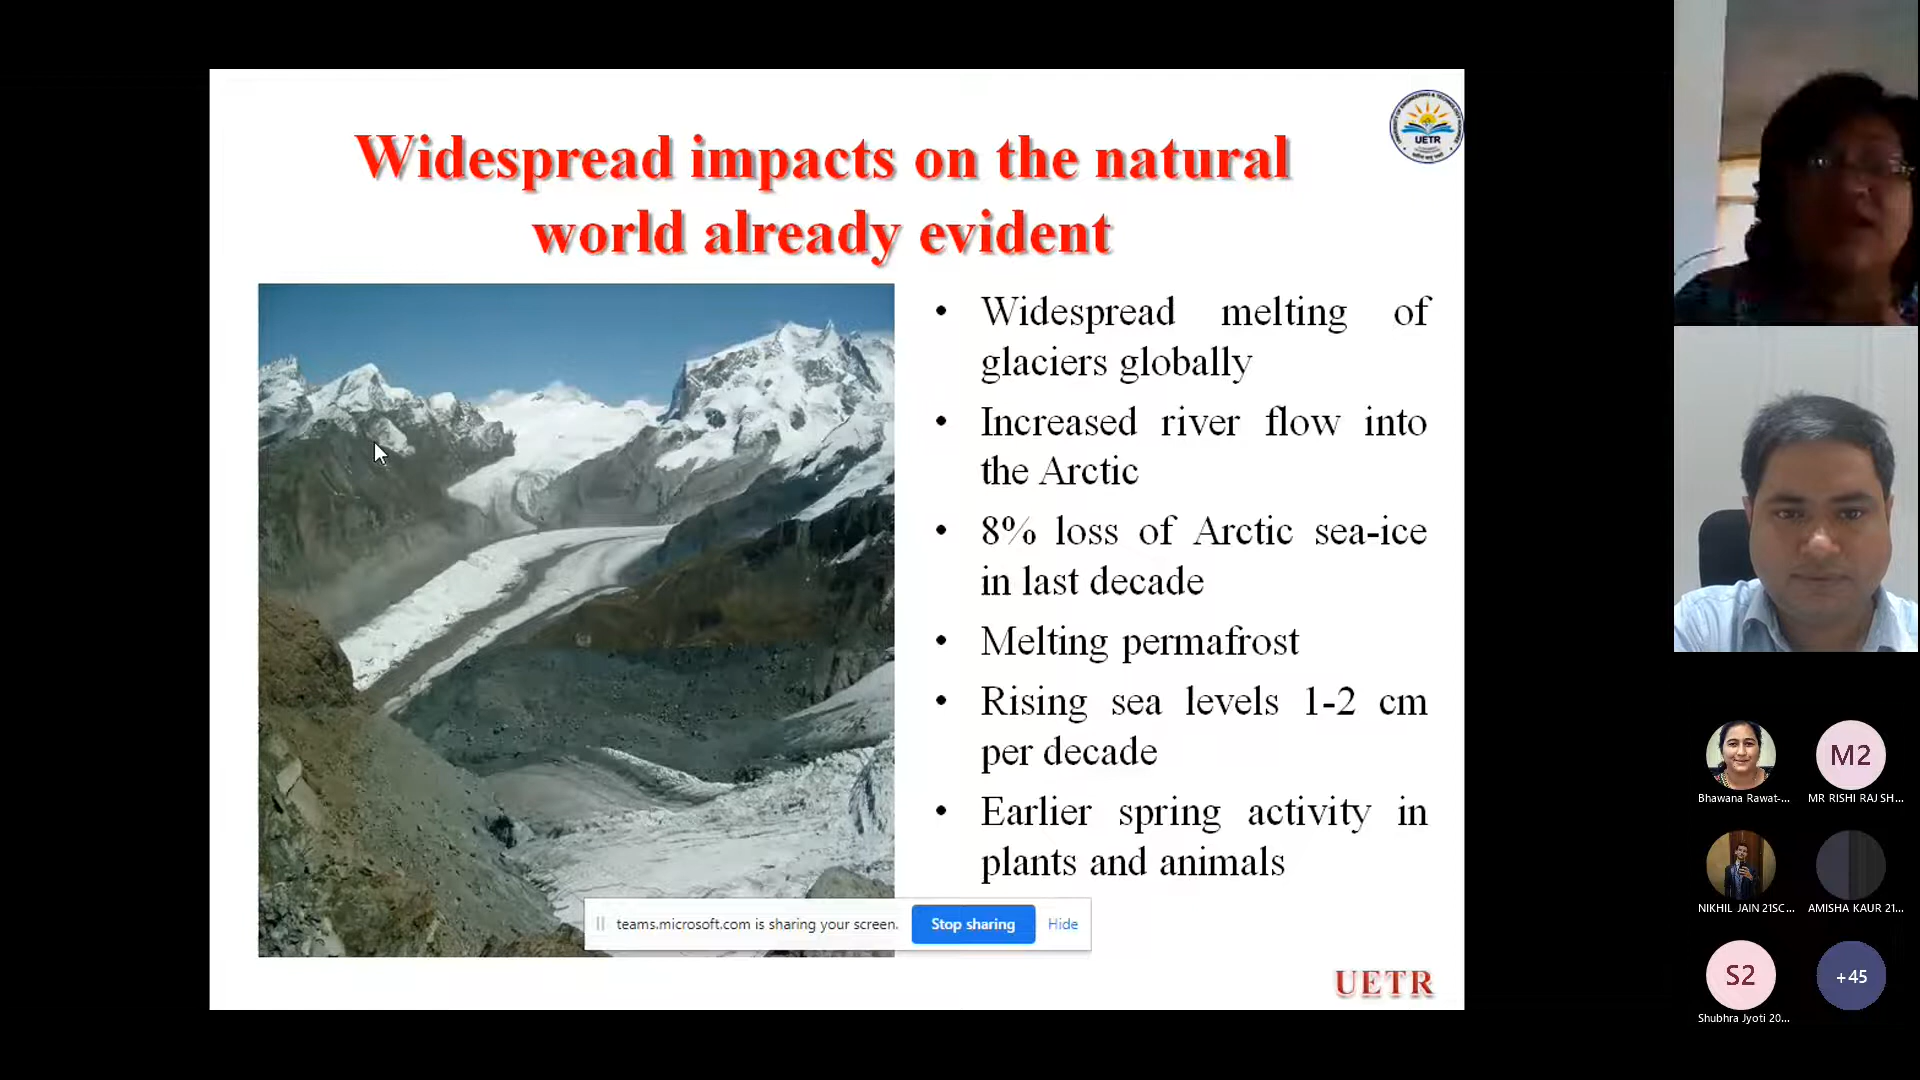 Widespread impacts on the natural
world already evident
UETR
• Widespread melting of
glaciers globally
• Increased river flow into
the Arctic
• 8% loss of Arctic sea-ice
in last decade
• Melting permafrost
• Rising sea levels 1-2 cm
per decade
• Earlier spring activity in
plants and animals
teams.microsoft.com is sharing your screen.
Stop sharing
Hide
UETR
Bhawana Rawat-...
M2
MR RISHI RAJ SH...
NIKHIL JAIN 21SC...
AMISHA KAUR 21...
S2
Shubhra Jyoti 20...
+45